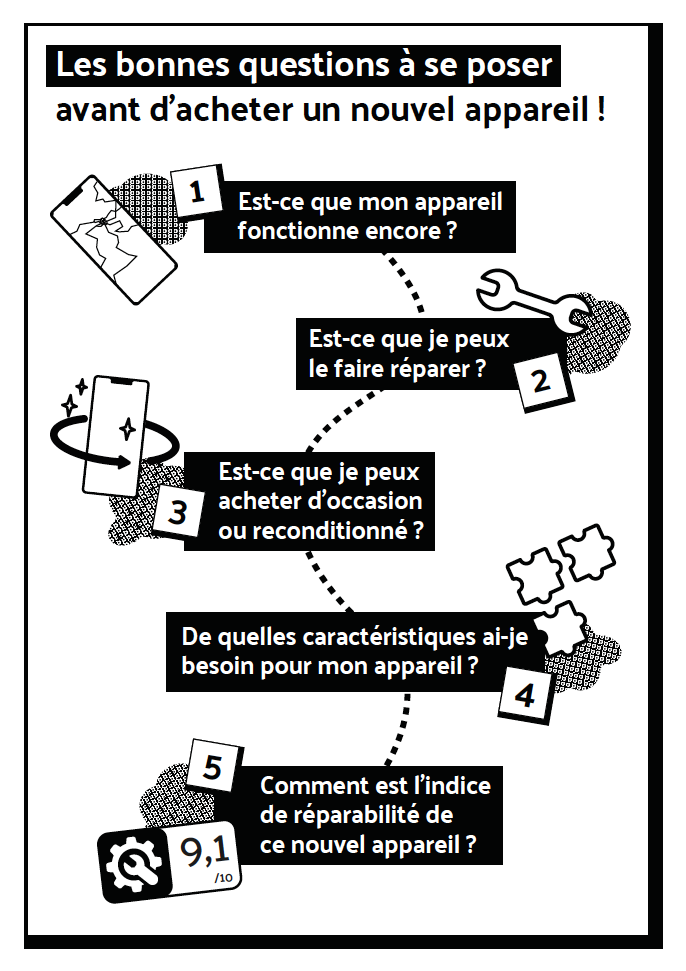 Les bonnes questions à se poser
avant d'acheter un nouvel appareil !
1
Est-ce que mon appareil
fonctionne encore ?
Est-ce que je peux
le faire réparer ?
2
Est-ce que je peux
acheter d'occasion
ou reconditionné ?
3
De quelles caractéristiques ai-je
besoin pour mon appareil ?
4
5
Comment est l'indice
de réparabilité de
ce nouvel appareil ?
9,1
/10